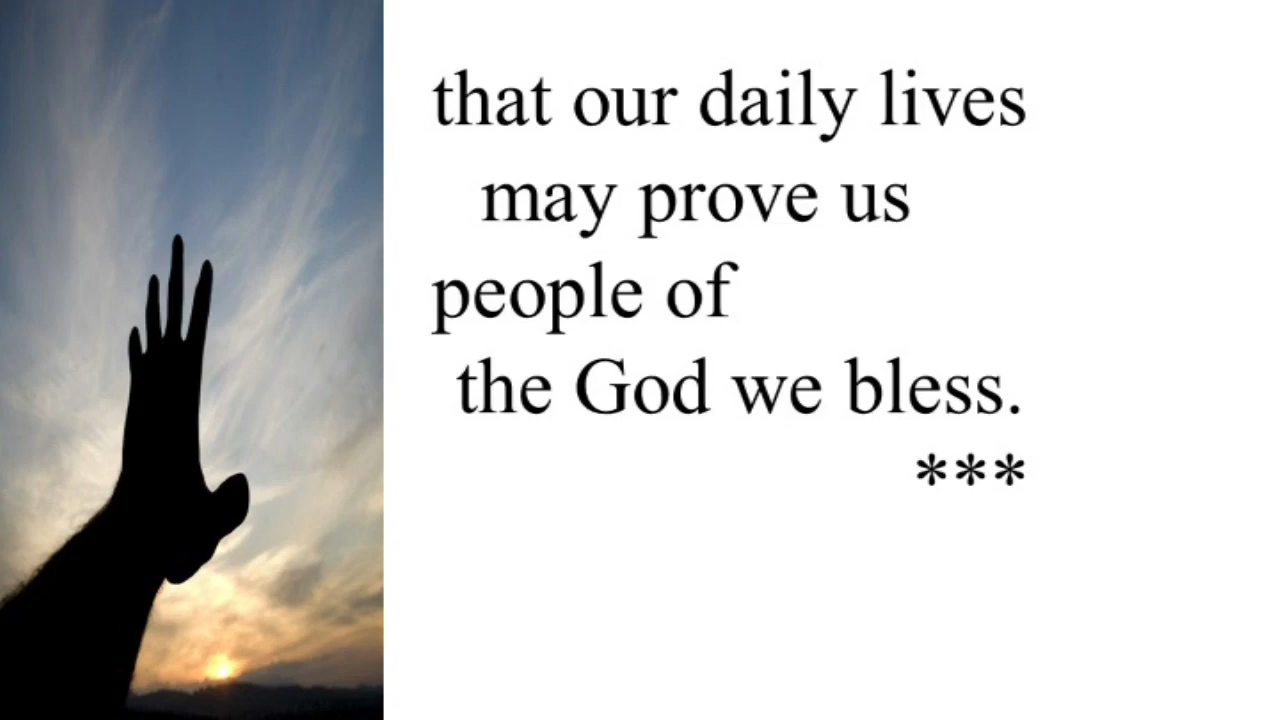 that our daily lives
may prove us
people of
the God we bless.
***